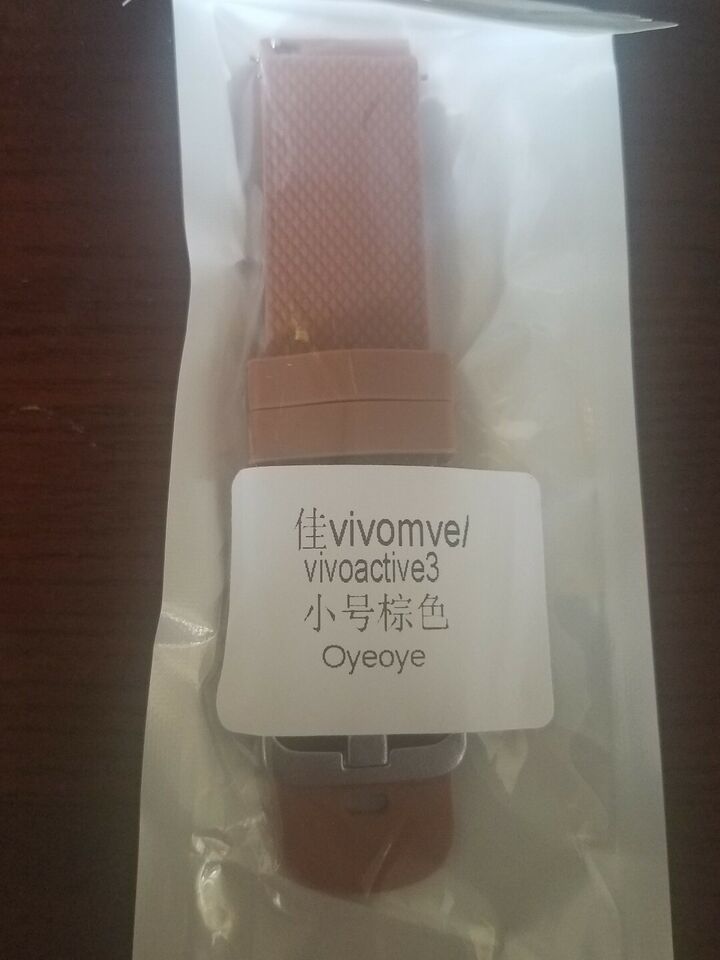 佳vivomve/
vivoactive3
小号棕色
Oyeoye